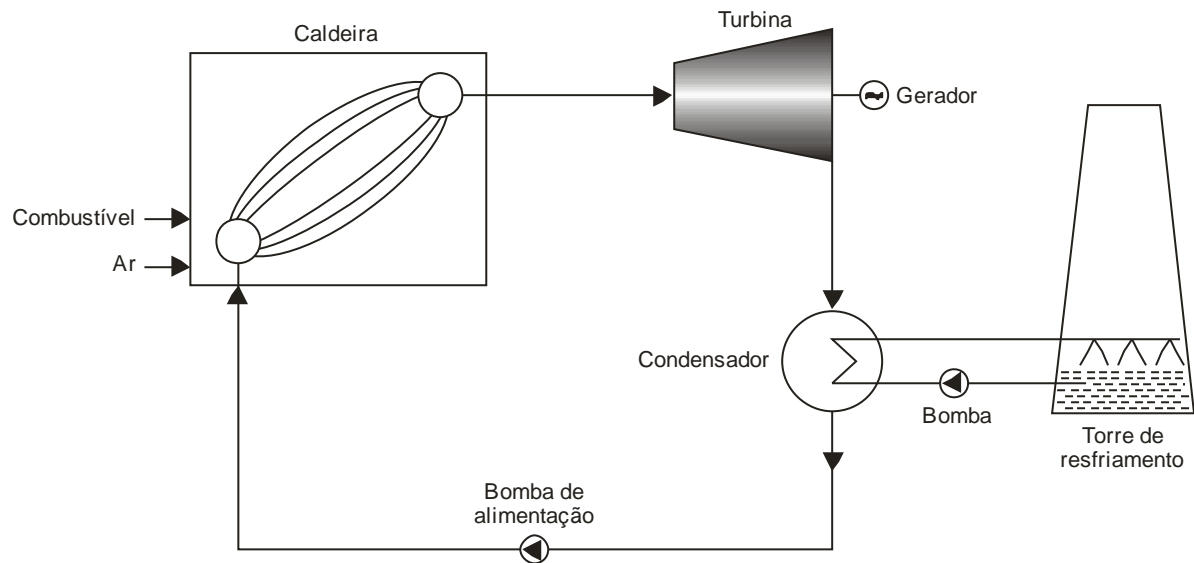 Turbina
Caldeira
Gerador
Combustível
Ar
Condensador
Bomba
Torre de
resfriamento
Bomba de
alimentação